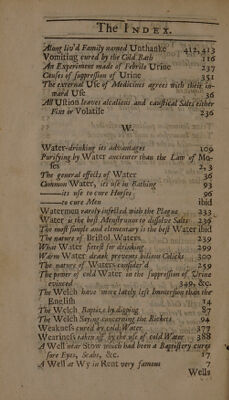 The INDEX.
Along liv'd Family named Unthanke 412, 413
Vomiting cured by the Cold Bath 116
An Experiment made of Febrile Urine 237
Causes of suppression of Urine 351
The external Use of Medicines agrees with their in-
ward Use 36
All Ustion leaves alcalious and caustical Salts either
Fixt or Volatile 236
W.
Water-drinking its advantages 109
Purifying by Water ancienter than the Law of Mo-
ses 2, 3
The general effects of Water 36
Common Water, its use in Bathing 93
——its use to cure Horses 96
——to cure Men ibid
Watermen rarely infested with the Plague 233
Water is the best Menstruum to dissolve Salts 239
The most simple and elementary is the best Water ibid
The nature of Bristol Waters 239
What Water fittest for drinking 299
Warm Water drank prevents bilious Colicks 300
The nature of Water consider'd 259
The power of cold Water in the suppression of Urine
evinced 349, &c.
The Welch have more lately left Immersion than the
English 14
The Welch Baptize by dipping 87
The Welch Saying concerning the Rickets 94
Weakness cured by cold Water 377
Weariness taken off by the use of cold Water 388
A Well near Stow which had been a Baptistery cures
sore Eyes, Scabs, &c. 17
A Well at Wy in Kent very famous 7
Wells